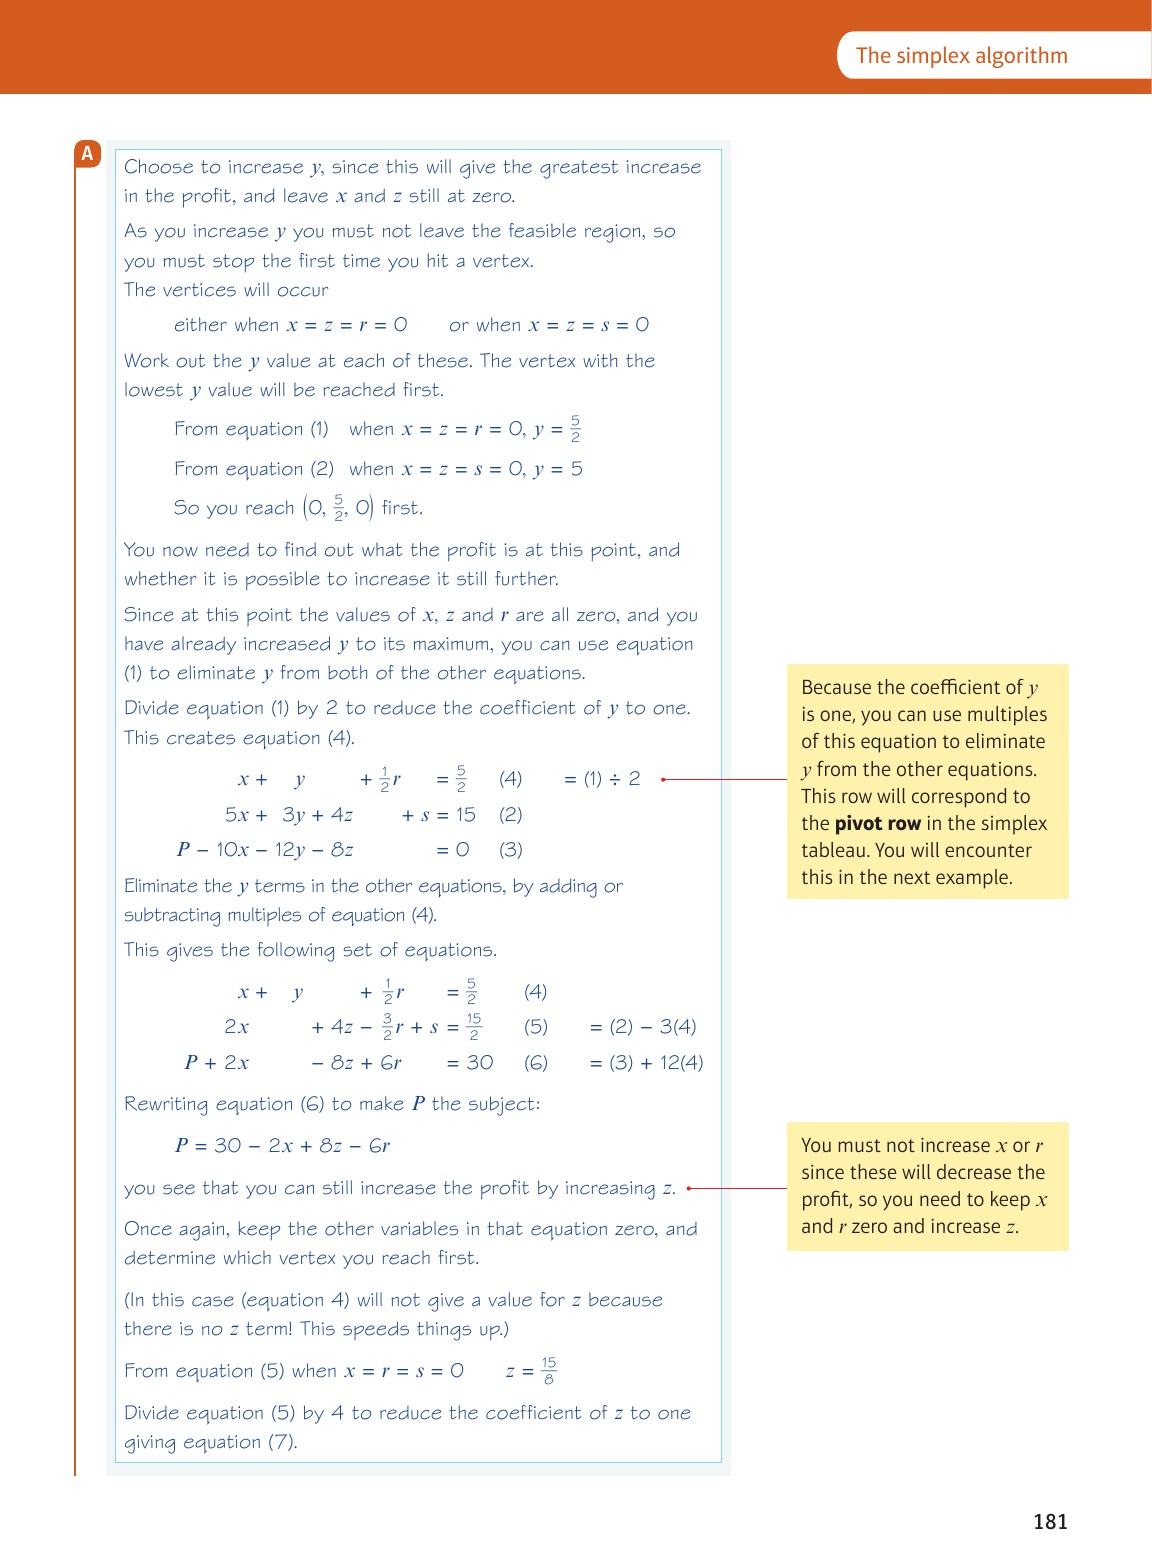 The simplex algorithm
A
Choose to increase y, since this will give the greatest increase
in the profit, and leave x and z still at zero.
As you increase y you must not leave the feasible region, so
you must stop the first time you hit a vertex.
The vertices will occur
either when x = z = r = 0 or when x = z = s = 0
Work out the y value at each of these. The vertex with the
lowest y value will be reached first.
From equation (1) when x = z = r = 0, y = 5/2
From equation (2) when x = z = s = 0, y = 5
So you reach (0, 5/2, 0) first.
You now need to find out what the profit is at this point, and
whether it is possible to increase it still further.
Since at this point the values of x, z and r are all zero, and you
have already increased y to its maximum, you can use equation
(1) to eliminate y from both of the other equations.
Divide equation (1) by 2 to reduce the coefficient of y to one.
This creates equation (4).
x + y + 1/2 r = 5/2 (4) = (1) ÷ 2
5x + 3y + 4z + s = 15 (2)
P − 10x − 12y − 8z = 0 (3)
Eliminate the y terms in the other equations, by adding or
subtracting multiples of equation (4).
This gives the following set of equations.
x + y + 1/2 r = 5/2 (4)
2x + 4z − 3/2 r + s = 15/2 (5) = (2) − 3(4)
P + 2x − 8z + 6r = 30 (6) = (3) + 12(4)
Rewriting equation (6) to make P the subject:
P = 30 − 2x + 8z − 6r
you see that you can still increase the profit by increasing z.
Once again, keep the other variables in that equation zero, and
determine which vertex you reach first.
(In this case (equation 4) will not give a value for z because
there is no z term! This speeds things up.)
From equation (5) when x = r = s = 0 z = 15/8
Divide equation (5) by 4 to reduce the coefficient of z to one
giving equation (7).
Because the coefficient of y
is one, you can use multiples
of this equation to eliminate
y from the other equations.
This row will correspond to
the pivot row in the simplex
tableau. You will encounter
this in the next example.
You must not increase x or r
since these will decrease the
profit, so you need to keep x
and r zero and increase z.
181